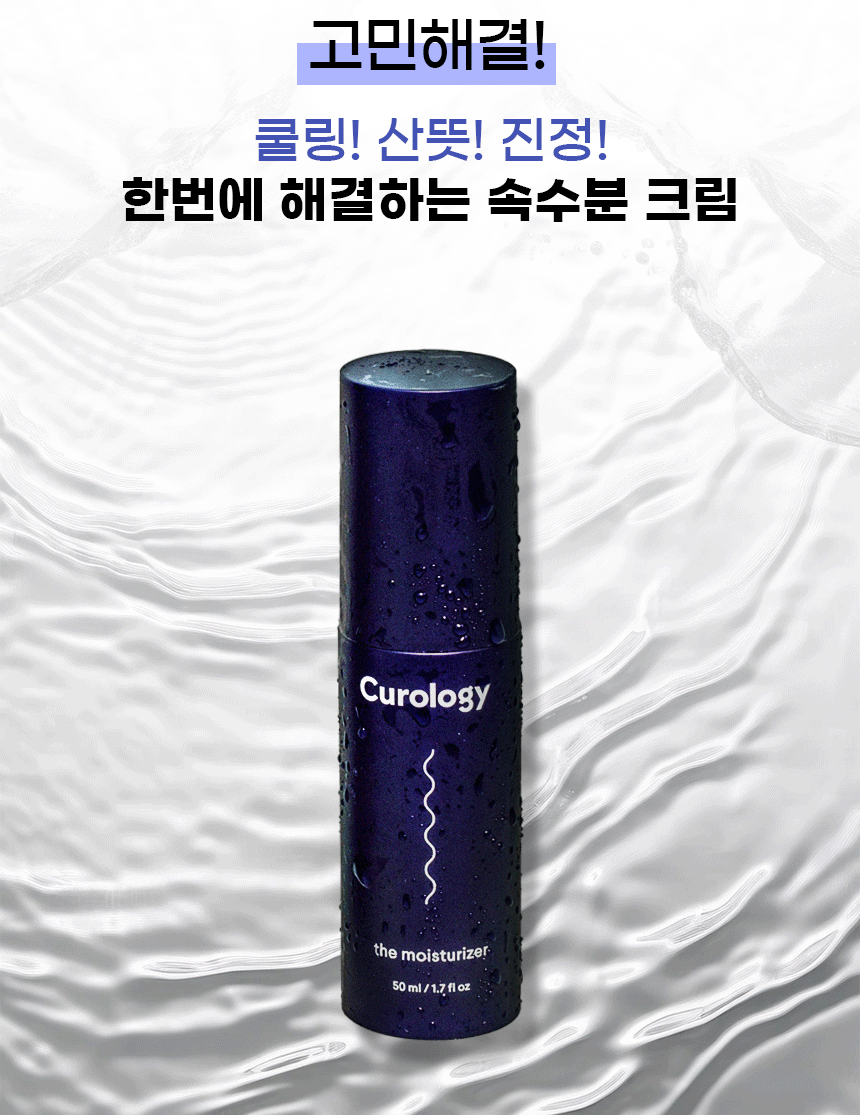 고민해결!
쿨링! 산뜻! 진정!
한번에 해결하는 속수분 크림
Curology
the moisturizer
50 ml / 1.7 fl oz